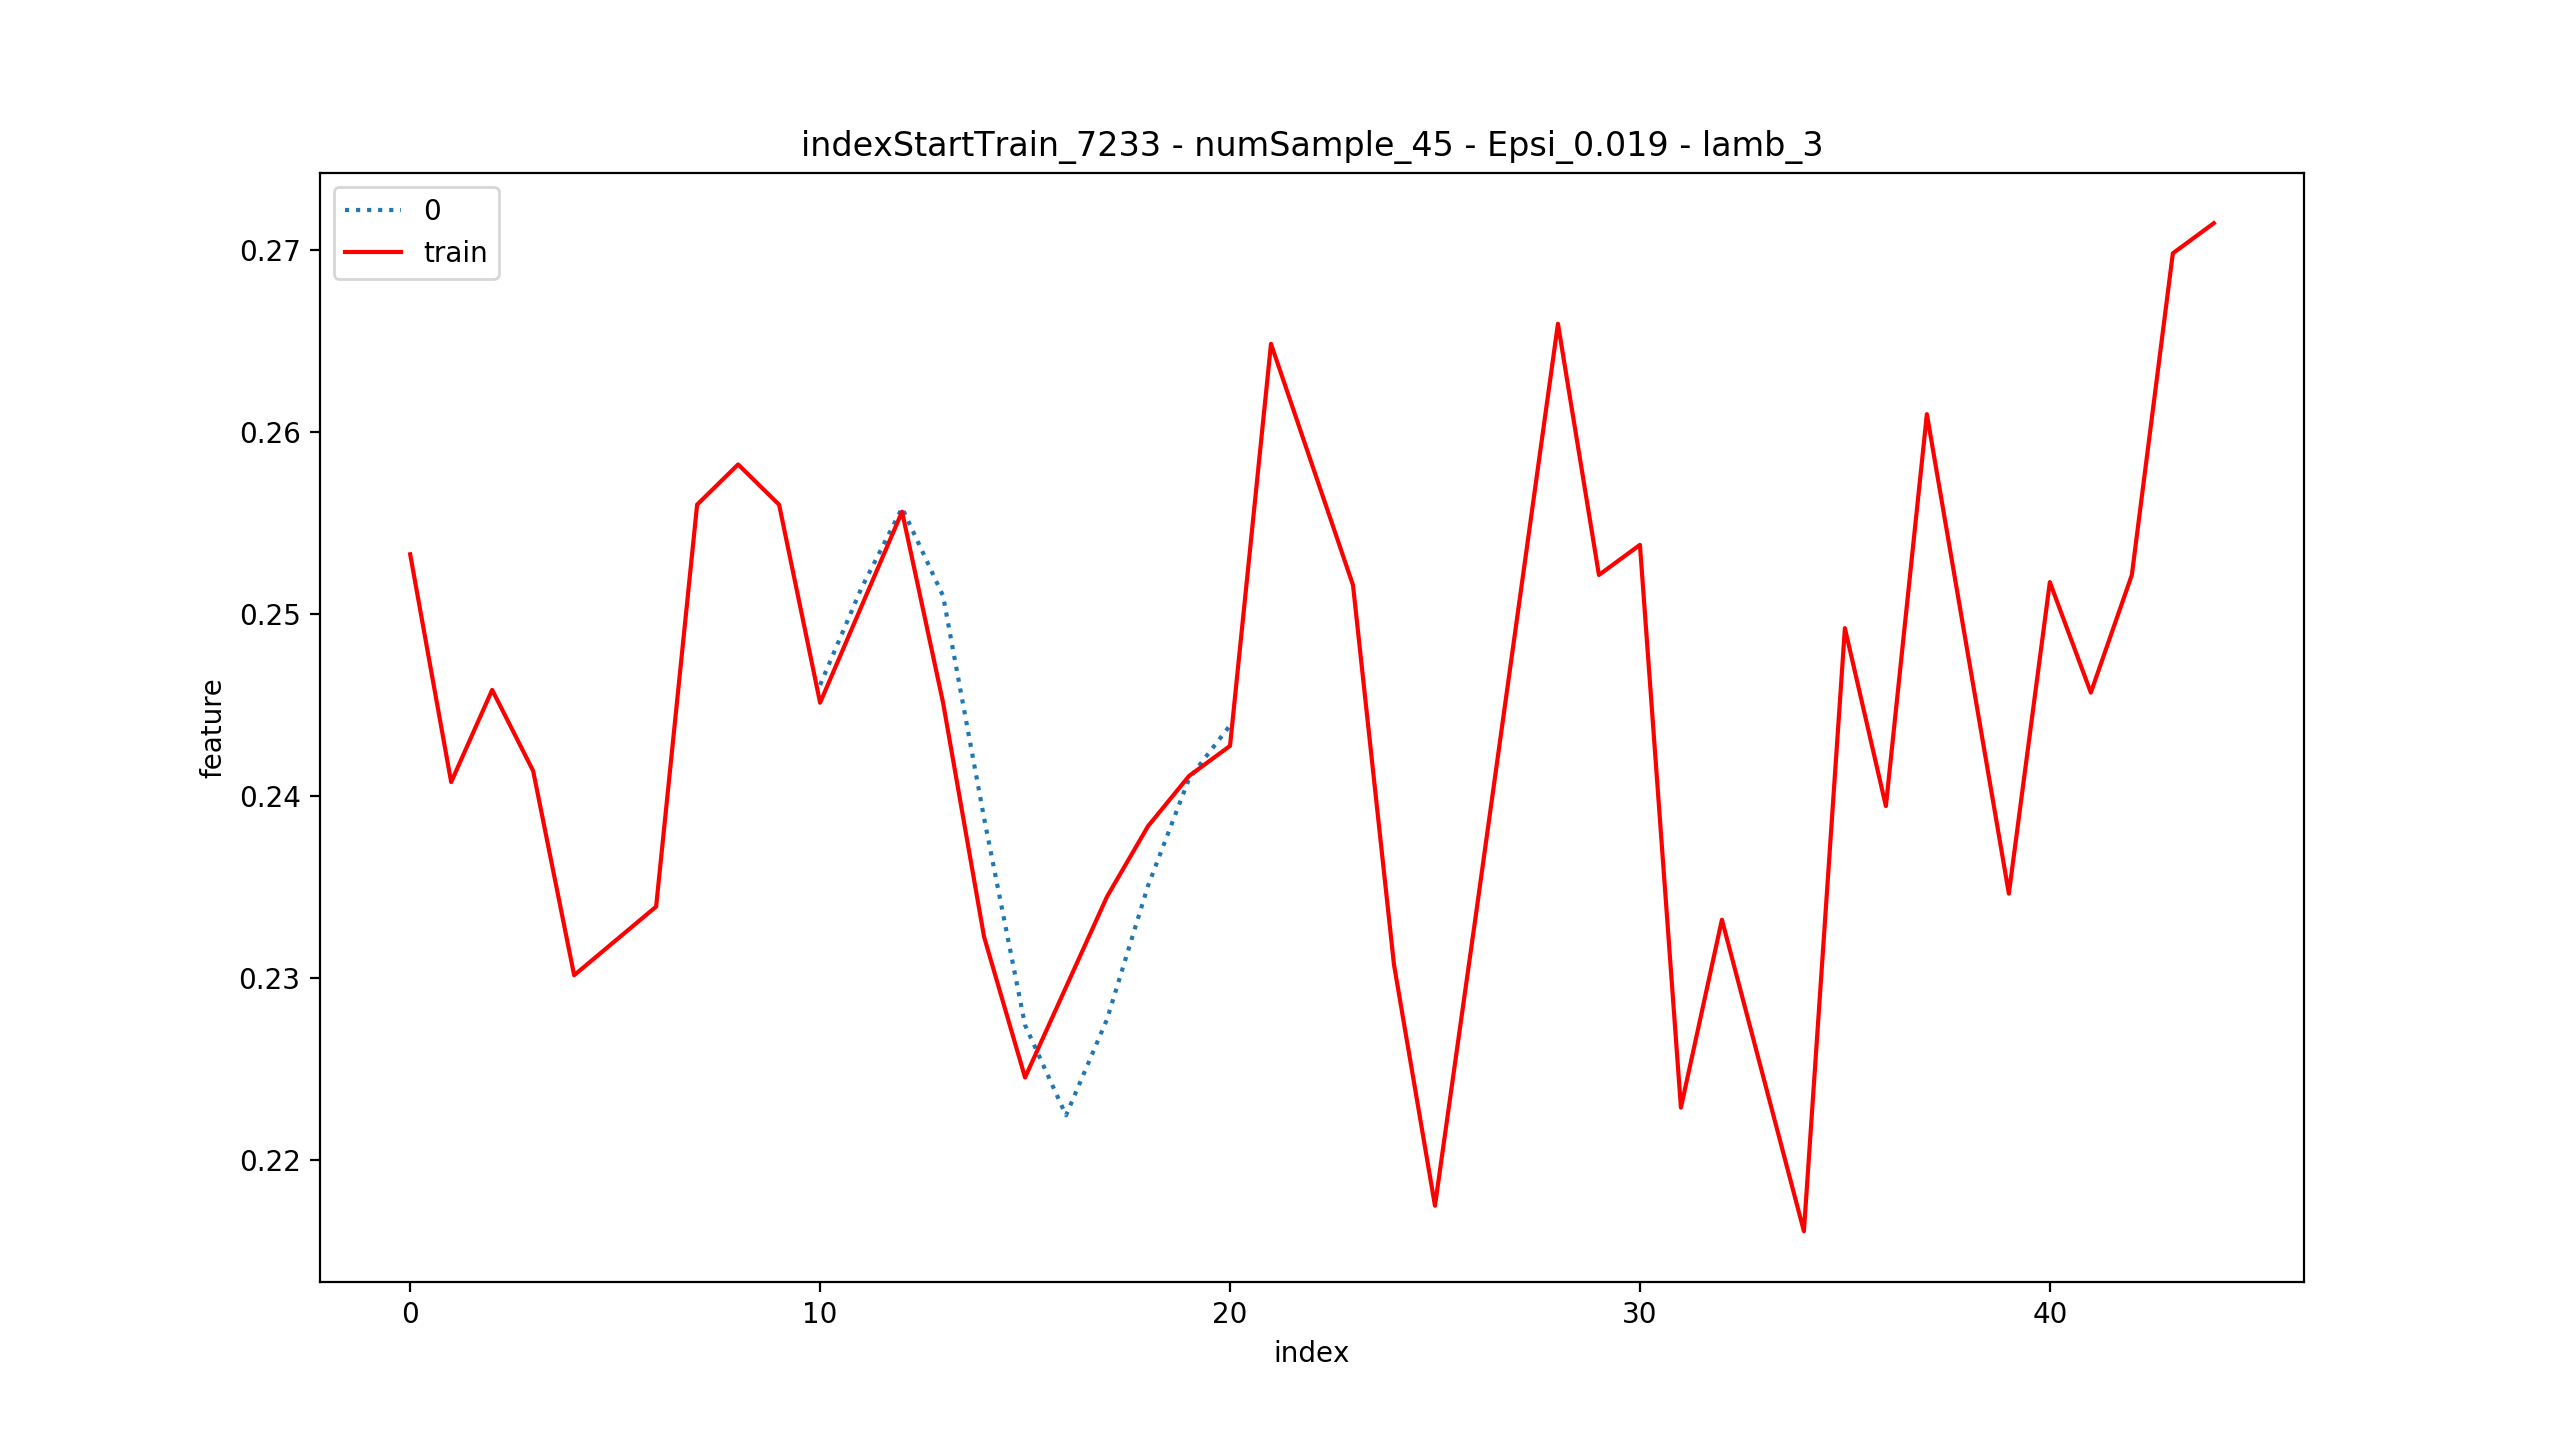 indexStartTrain_7233 - numSample_45 - Epsi_0.019 - lamb_3
0
train
0.27
0.26
0.25
0.24
0.23
0.22
feature
0 10 20 30 40
index